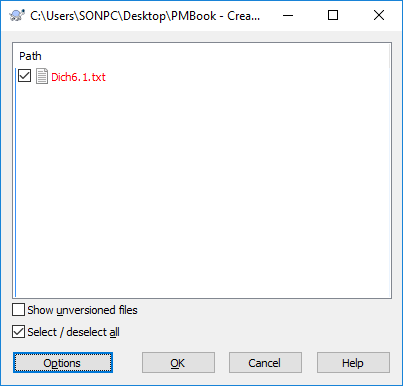 C:\Users\SONPC\Desktop\PMBook - Crea...
Path
Dich6.1.txt
Show unversioned files
Select / deselect all
Options
OK
Cancel
Help